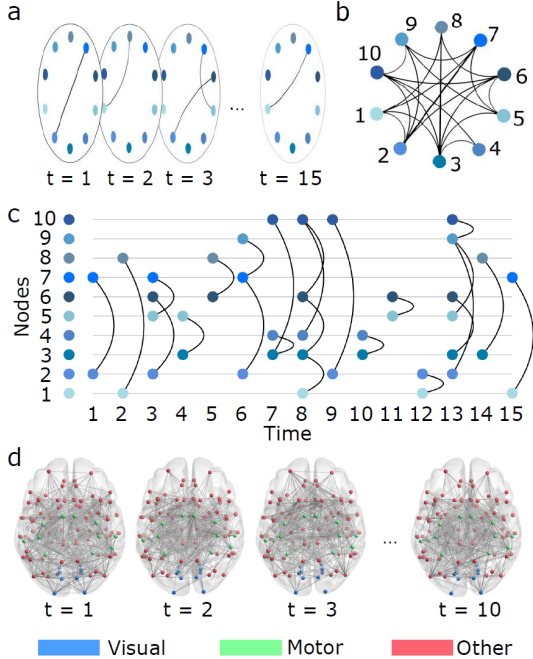 a
t = 1 t = 2 t = 3 ... t = 15
b
8
9 7
10 6
1 5
2 3 4
c
Nodes
10
9
8
7
6
5
4
3
2
1
1 2 3 4 5 6 7 8 9 10 11 12 13 14 15
Time
d
...
t = 1 t = 2 t = 3 t = 10
Visual Motor Other